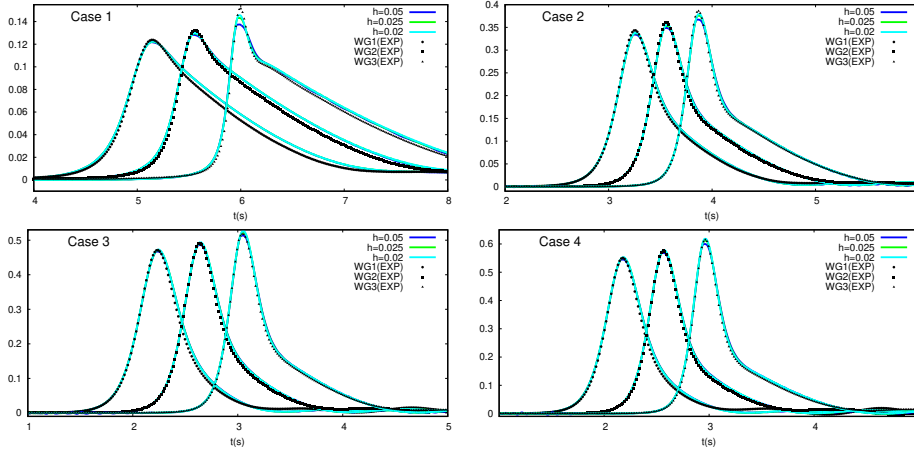 Case 1
h=0.05
h=0.025
h=0.02
WG1(EXP)
WG2(EXP)
WG3(EXP)
0.14
0.12
0.1
0.08
0.06
0.04
0.02
0
4 5 6 7 8
t(s)
Case 2
h=0.05
h=0.025
h=0.02
WG1(EXP)
WG2(EXP)
WG3(EXP)
0.4
0.35
0.3
0.25
0.2
0.15
0.1
0.05
0
2 3 4 5
t(s)
Case 3
h=0.05
h=0.025
h=0.02
WG1(EXP)
WG2(EXP)
WG3(EXP)
0.5
0.4
0.3
0.2
0.1
0
1 2 3 4 5
t(s)
Case 4
h=0.05
h=0.025
h=0.02
WG1(EXP)
WG2(EXP)
WG3(EXP)
0.6
0.5
0.4
0.3
0.2
0.1
0
2 3 4
t(s)